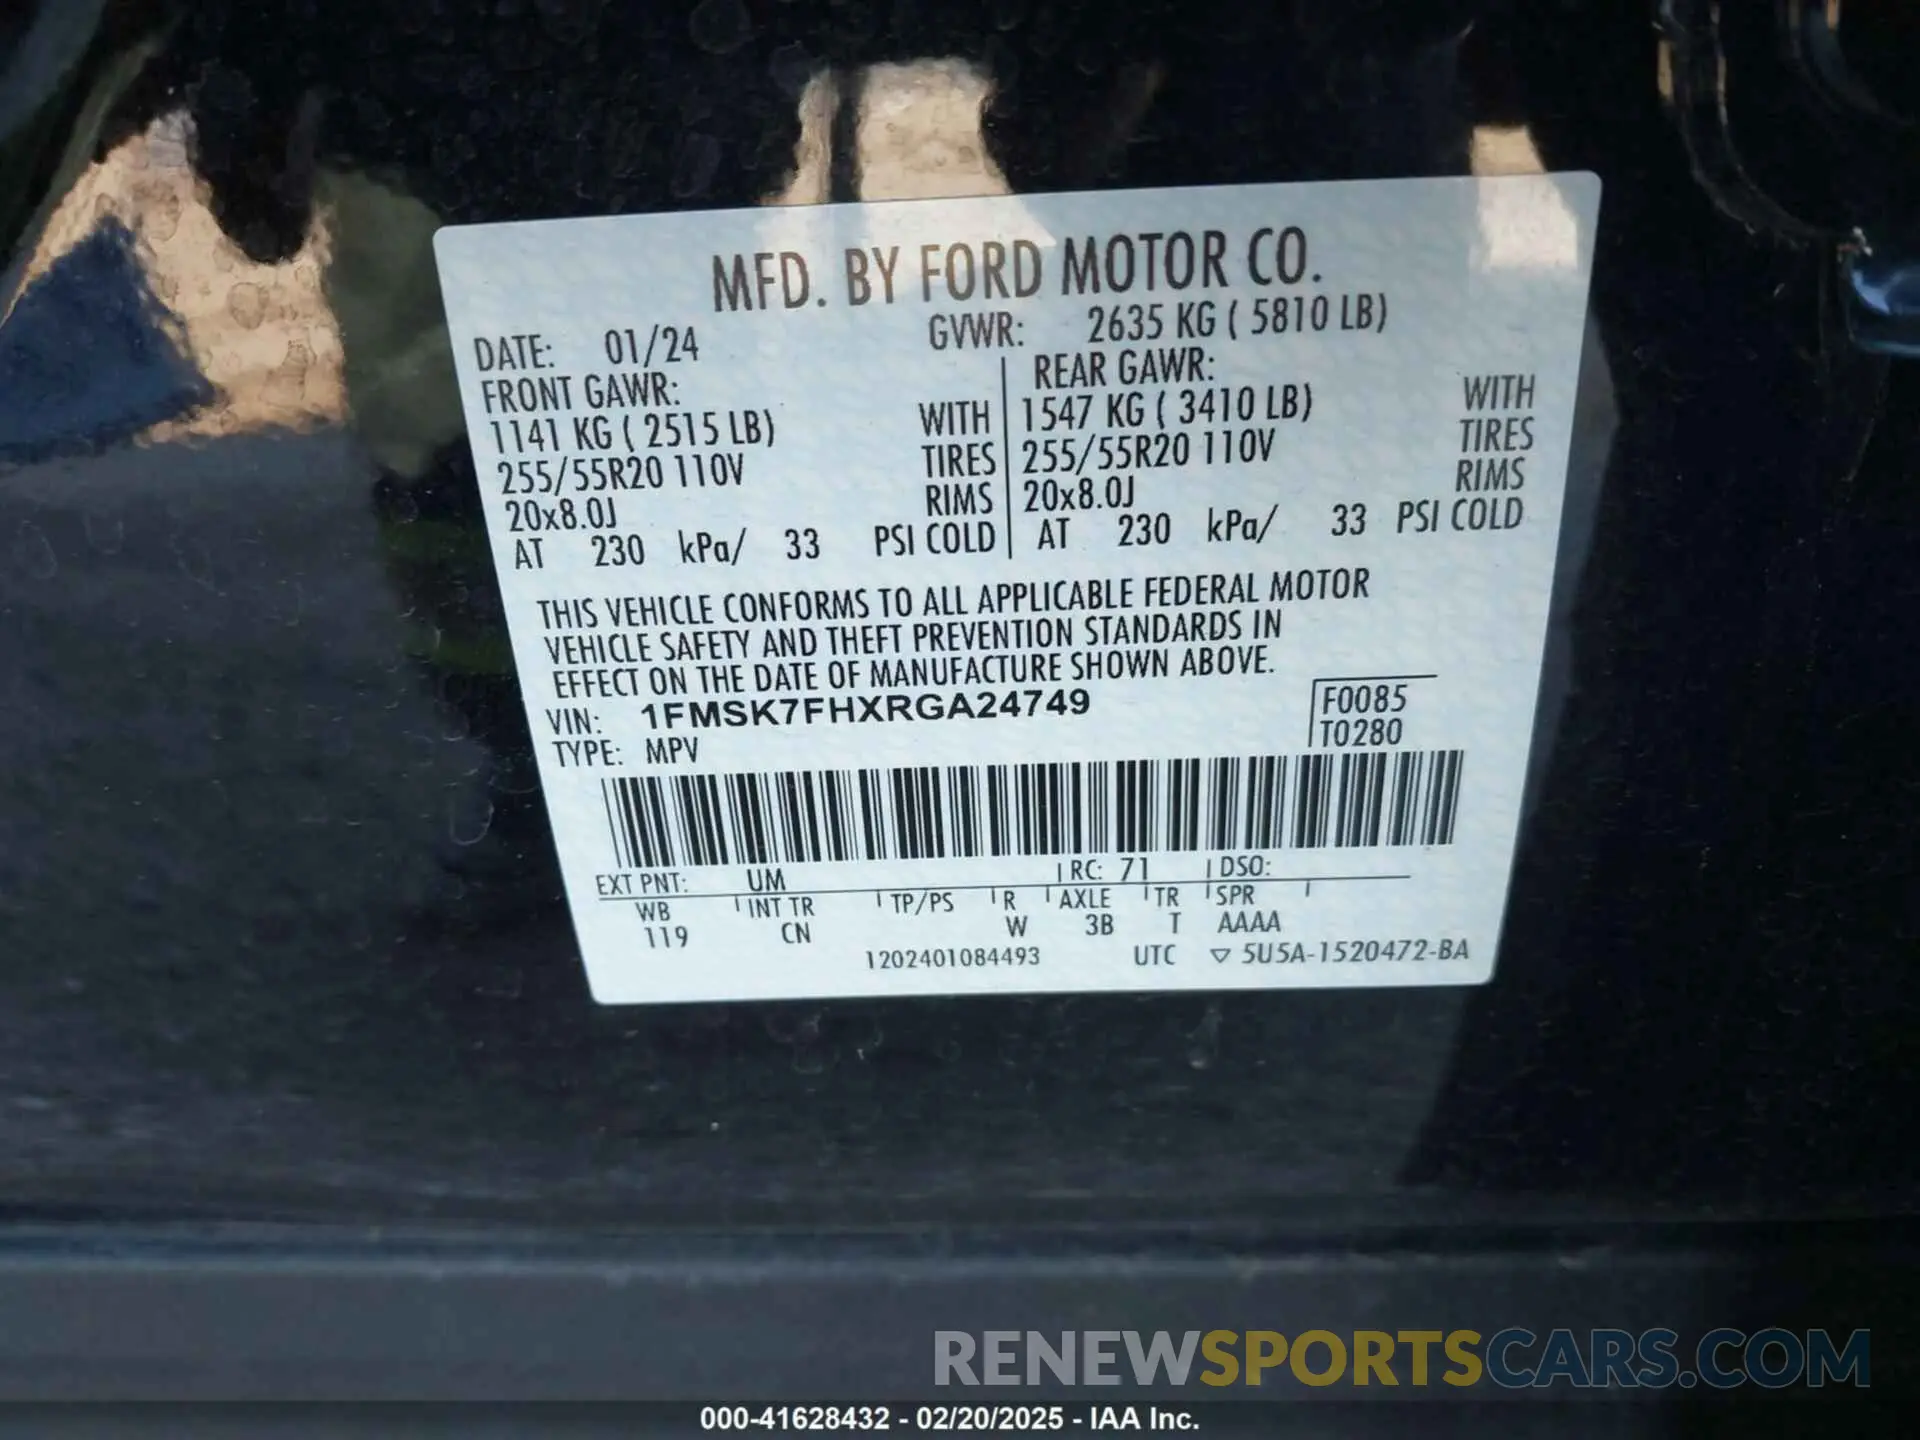 MFD. BY FORD MOTOR CO.
DATE: 01/24 GVWR: 2635 KG ( 5810 LB)
FRONT GAWR: REAR GAWR:
1141 KG ( 2515 LB) WITH 1547 KG ( 3410 LB) WITH
255/55R20 110V TIRES 255/55R20 110V TIRES
20x8.0J RIMS 20x8.0J RIMS
AT 230 kPa/ 33 PSI COLD AT 230 kPa/ 33 PSI COLD
THIS VEHICLE CONFORMS TO ALL APPLICABLE FEDERAL MOTOR
VEHICLE SAFETY AND THEFT PREVENTION STANDARDS IN
EFFECT ON THE DATE OF MANUFACTURE SHOWN ABOVE.
VIN: 1FMSK7FHXRGA24749 F0085
TYPE: MPV T0280
EXT PNT: UM RC: 71 DSO:
WB INT TR TP/PS R AXLE TR SPR
119 CN W 3B T AAAA
1202401084493 UTC ▽ 5U5A-1520472-BA
RENEWSPORTSCARS.COM
000-41628432 - 02/20/2025 - IAA Inc.